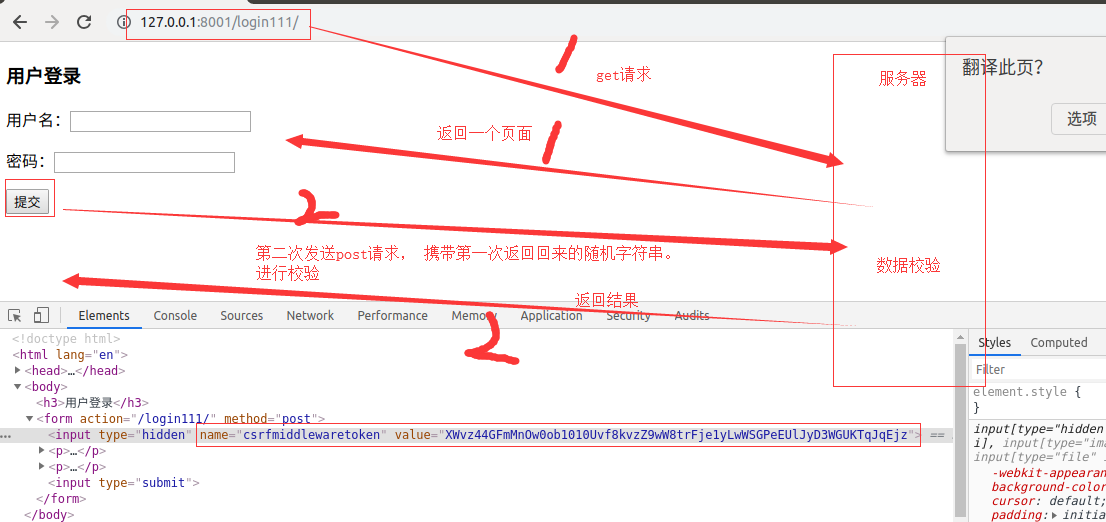 127.0.0.1:8001/login111/
翻译此页?
选项
用户登录
用户名:
密码:
提交
1
get请求
服务器
返回一个页面
1
2
第二次发送post请求, 携带第一次返回回来的随机字符串。
进行校验
数据校验
返回结果
2
Elements Console Sources Network Performance Memory Application Security Audits
<!doctype html>
<html lang="en">
<head>…</head>
<body>
<h3>用户登录</h3>
<form action="/login111/" method="post">
<input type="hidden" name="csrfmiddlewaretoken" value="XWvz44GFmMnOw0ob1010Uvf8kvzZ9wW8trFje1yLwWSGPeEUlJyD3WGUKTqJqEjz"> ==
<p>…</p>
<p>…</p>
<input type="submit">
</form>
</body>
Styles Computed
Filter
element.style {
}
input[type="hidden
i], input[type="ima
input[type="file"
-webkit-appearan
background-color
cursor: default;
padding: initia